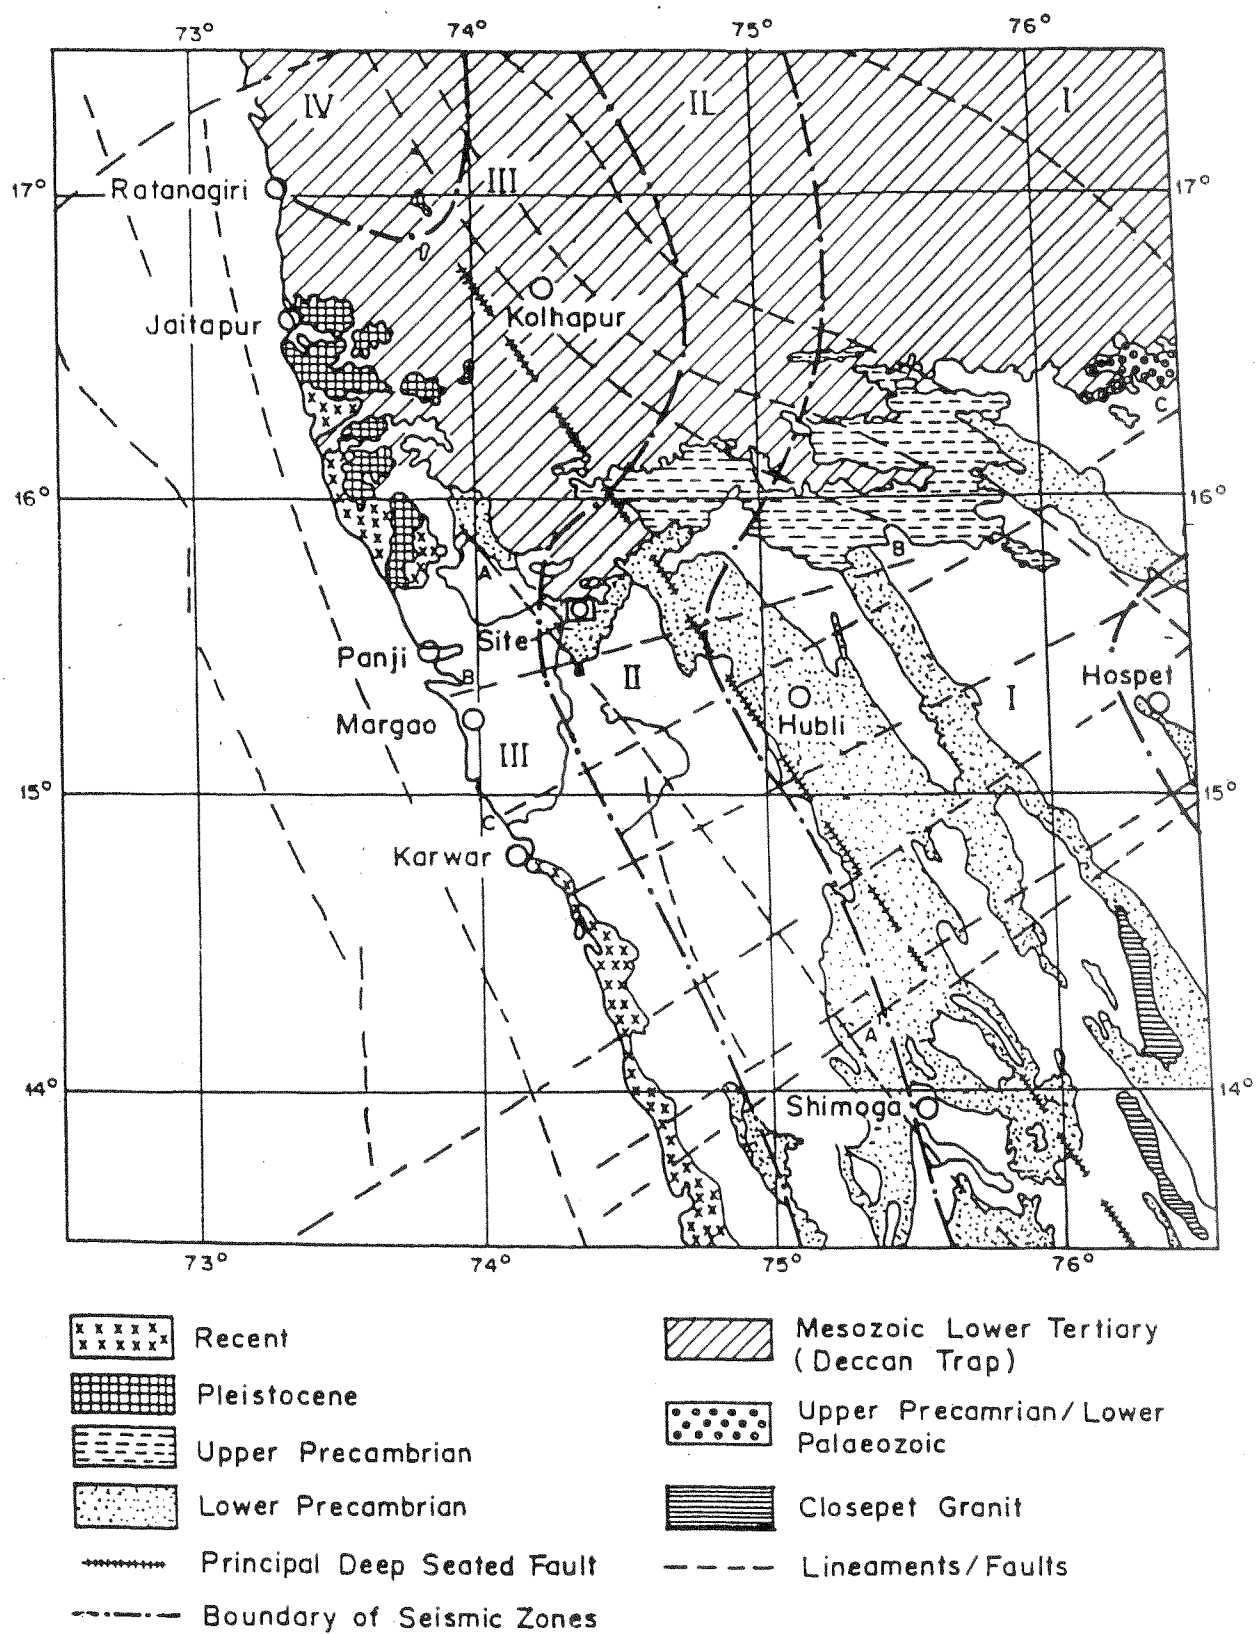 73° 74° 75° 76°
IV II I
III
17° Ratanagiri 17°
Jaitapur Kolhapur
C
16° 16°
B
A
Site
Panji
B II I Hospet
Margao Hubli
III
15° 15°
C
Karwar
A
14° Shimoga 14°
73° 74° 75° 76°
Recent
Pleistocene
Upper Precambrian
Lower Precambrian
Principal Deep Seated Fault
Boundary of Seismic Zones
Mesozoic Lower Tertiary
(Deccan Trap)
Upper Precamrian/Lower
Palaeozoic
Closepet Granit
Lineaments/Faults